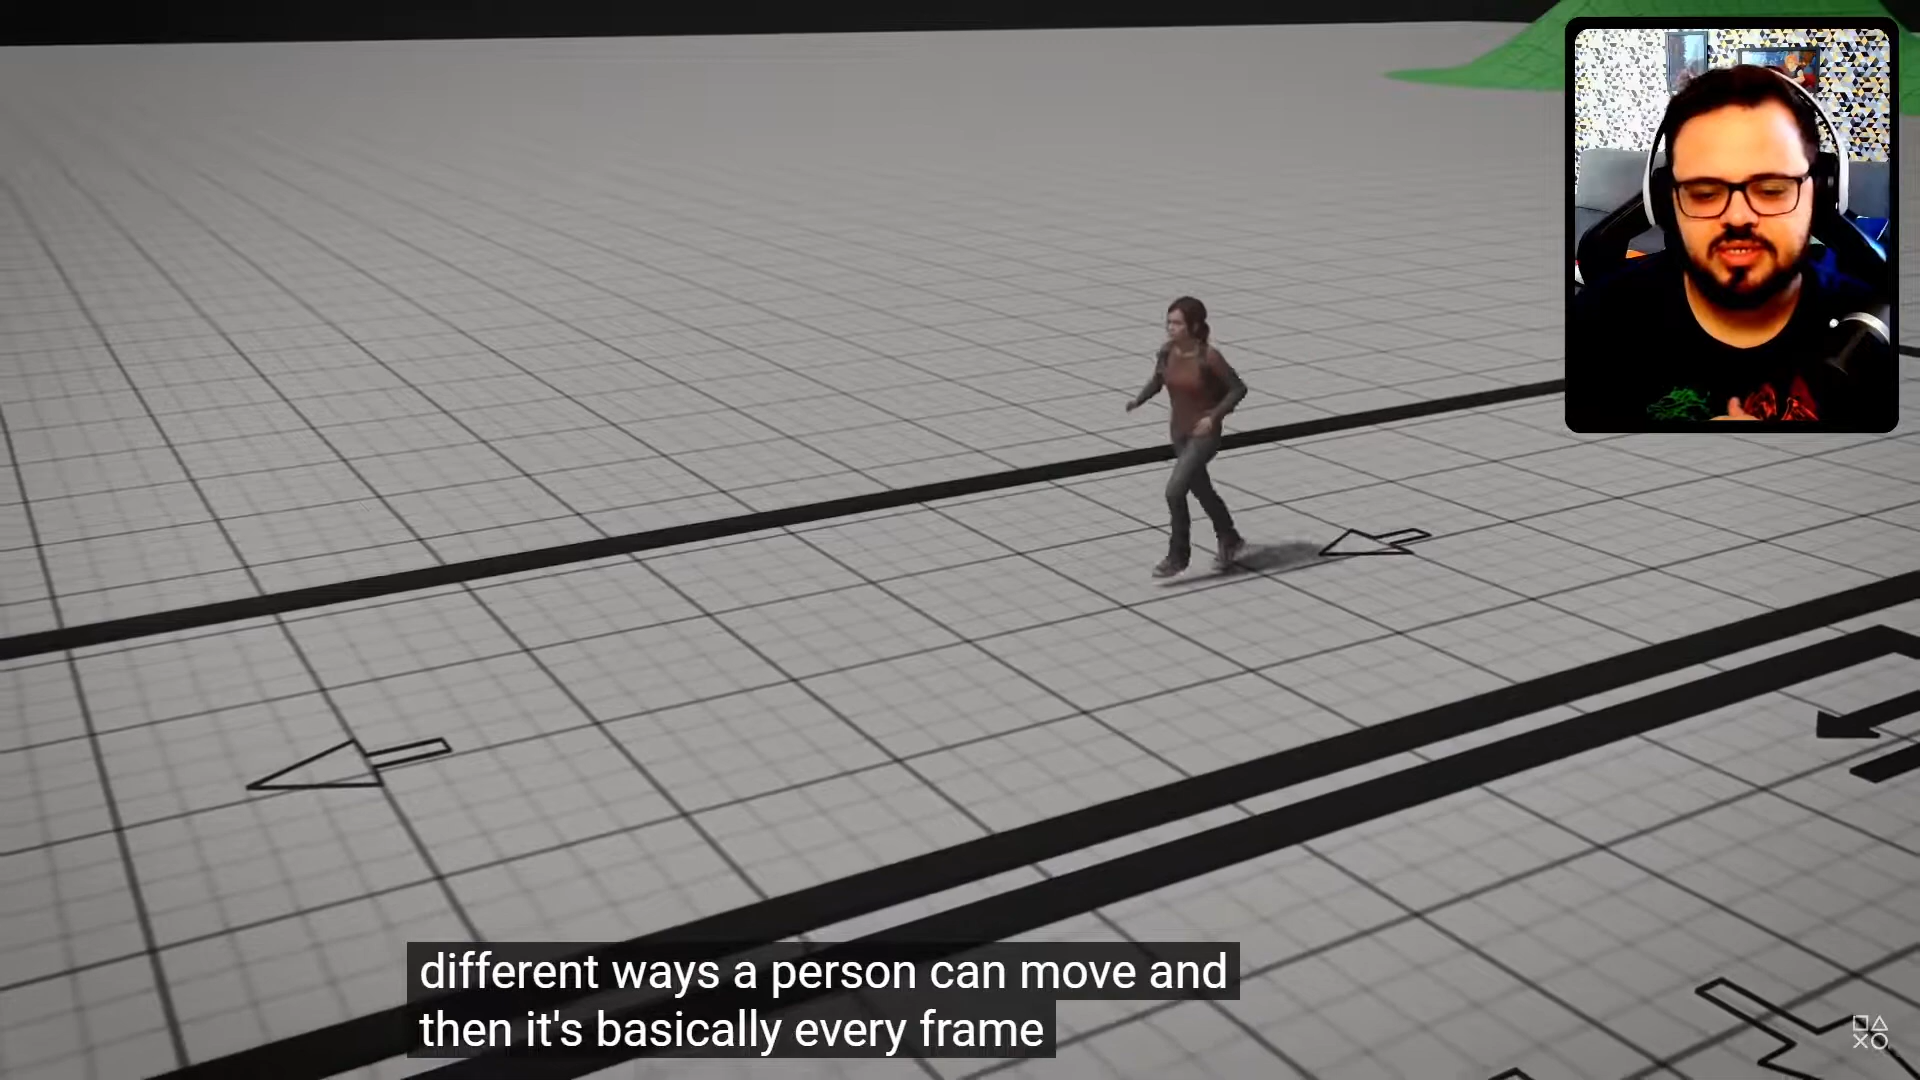 different ways a person can move and
then it's basically every frame